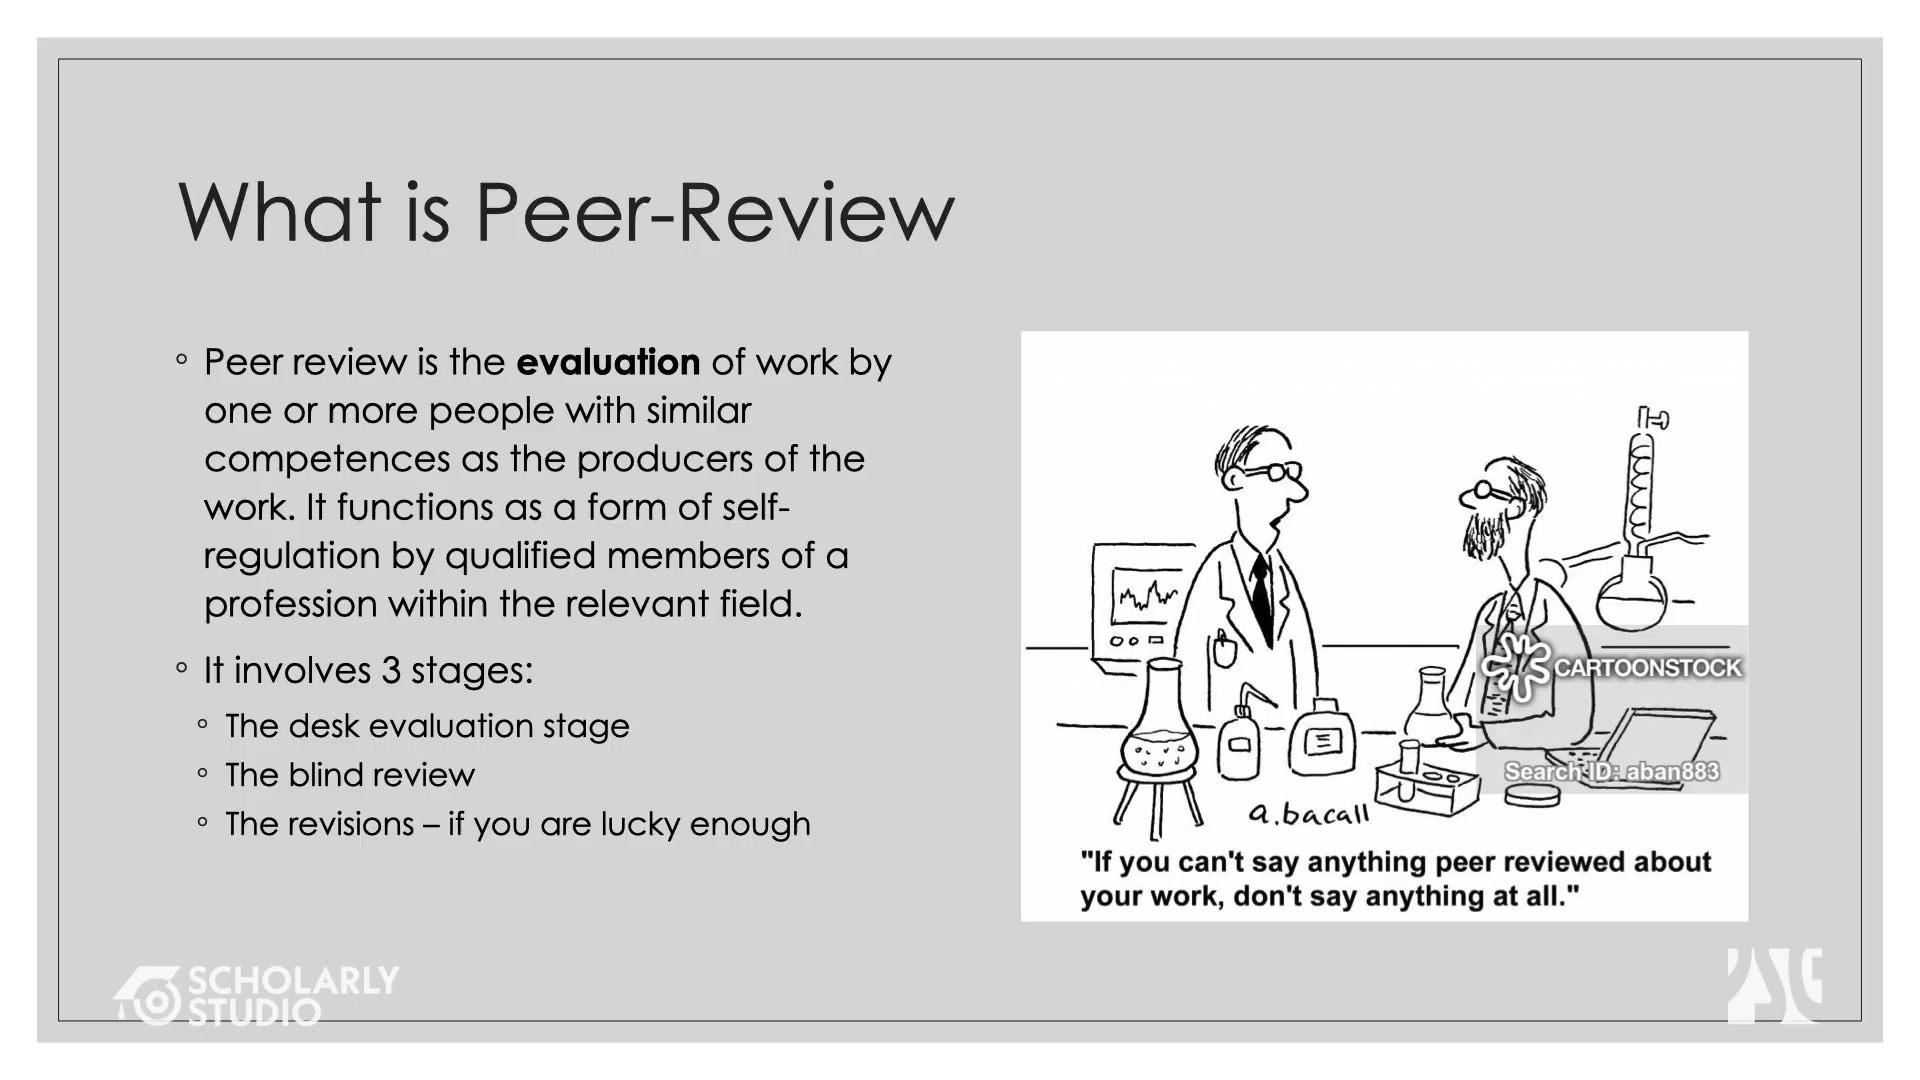 What is Peer-Review
Peer review is the evaluation of work by
one or more people with similar
competences as the producers of the
work. It functions as a form of self-
regulation by qualified members of a
profession within the relevant field.
It involves 3 stages:
The desk evaluation stage
The blind review
The revisions – if you are lucky enough
CARTOONSTOCK
Search ID: aban883
a.bacall
"If you can't say anything peer reviewed about
your work, don't say anything at all."
SCHOLARLY
STUDIO